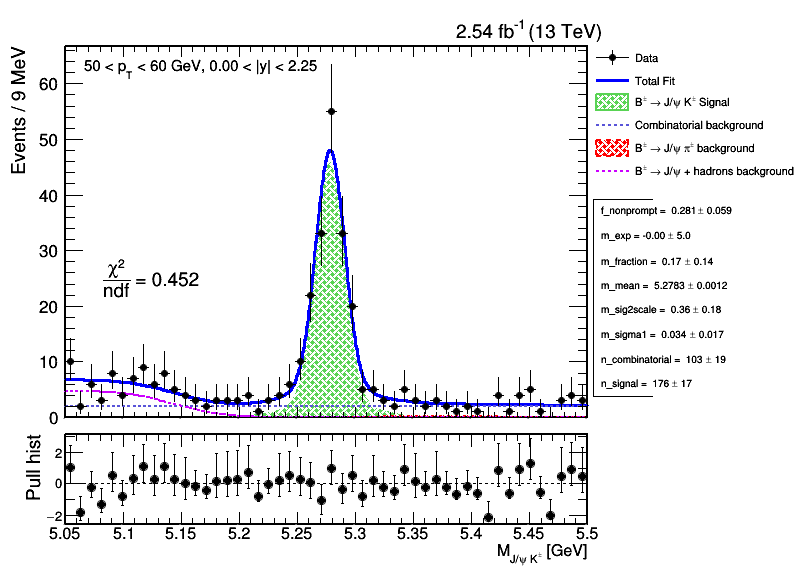 2.54 fb⁻¹ (13 TeV)
50 < p_T < 60 GeV, 0.00 < |y| < 2.25
Events / 9 MeV
60
50
40
30
20
10
0
χ²/ndf = 0.452
Data
Total Fit
B± → J/ψ K± Signal
Combinatorial background
B± → J/ψ π± background
B± → J/ψ + hadrons background
f_nonprompt = 0.281 ± 0.059
m_exp = -0.00 ± 5.0
m_fraction = 0.17 ± 0.14
m_mean = 5.2783 ± 0.0012
m_sig2scale = 0.36 ± 0.18
m_sigma1 = 0.034 ± 0.017
n_combinatorial = 103 ± 19
n_signal = 176 ± 17
Pull hist
2
0
−2
5.05 5.1 5.15 5.2 5.25 5.3 5.35 5.4 5.45 5.5
M_J/ψ K± [GeV]